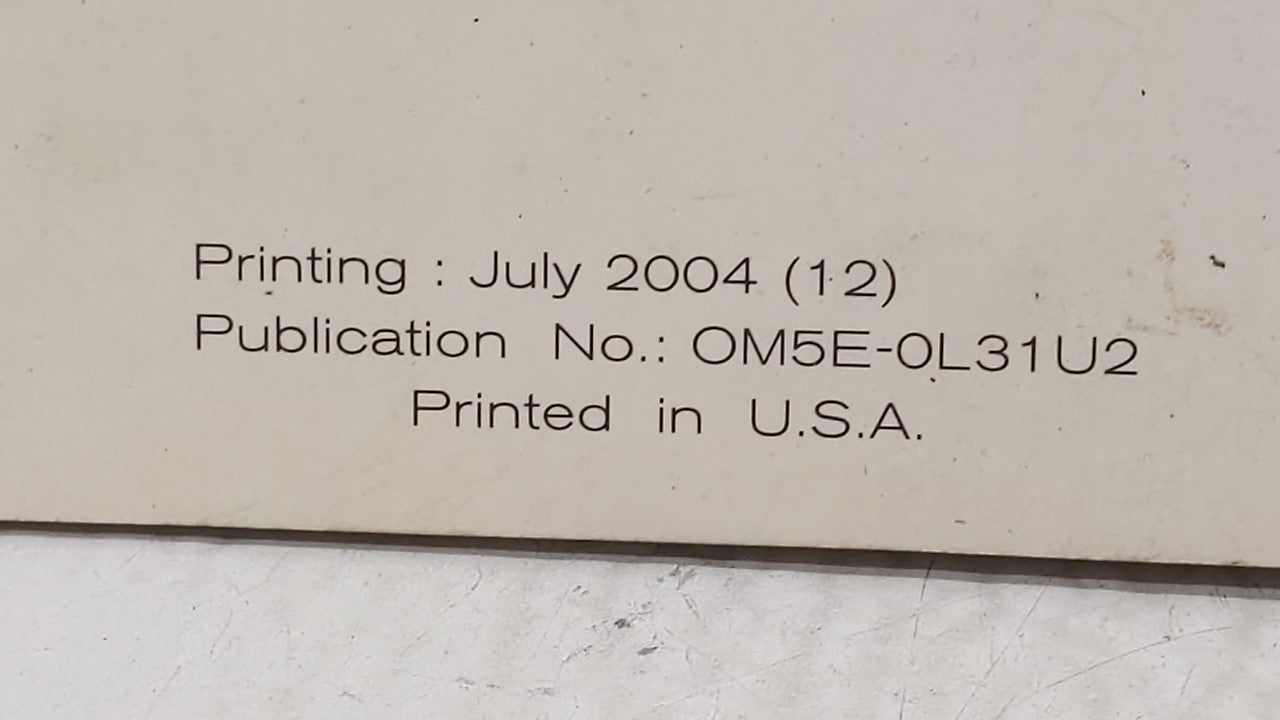 Printing : July 2004 (12)
Publication No.: OM5E-0L31U2
Printed in U.S.A.